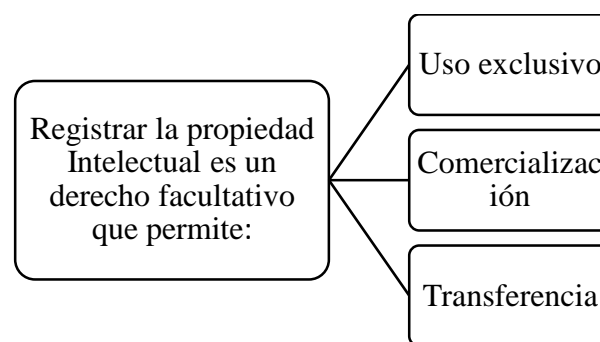 Registrar la propiedad
Intelectual es un
derecho facultativo
que permite:
Uso exclusivo
Comercializac
ión
Transferencia